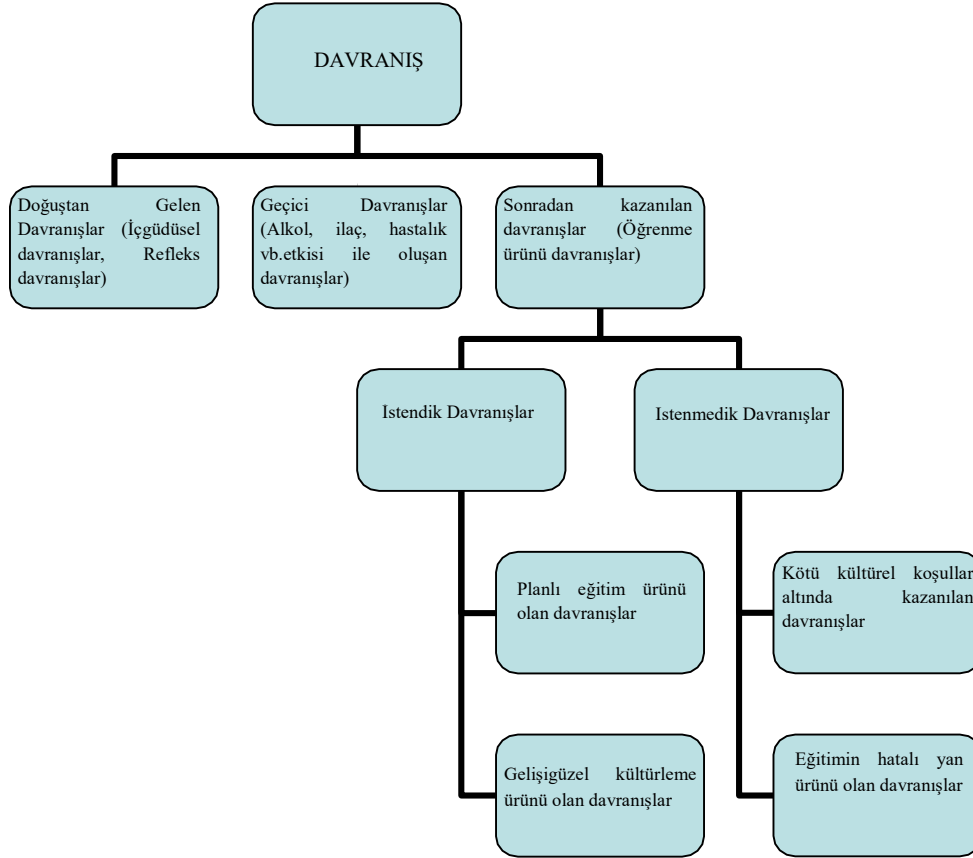 DAVRANIŞ
Doğuştan Gelen
Davranışlar (İçgüdüsel
davranışlar, Refleks
davranışlar)
Geçici Davranışlar
(Alkol, ilaç, hastalık
vb.etkisi ile oluşan
davranışlar)
Sonradan kazanılan
davranışlar (Öğrenme
ürünü davranışlar)
Istendik Davranışlar
Istenmedik Davranışlar
Planlı eğitim ürünü
olan davranışlar
Kötü kültürel koşullar
altında kazanılan
davranışlar
Gelişigüzel kültürleme
ürünü olan davranışlar
Eğitimin hatalı yan
ürünü olan davranışlar